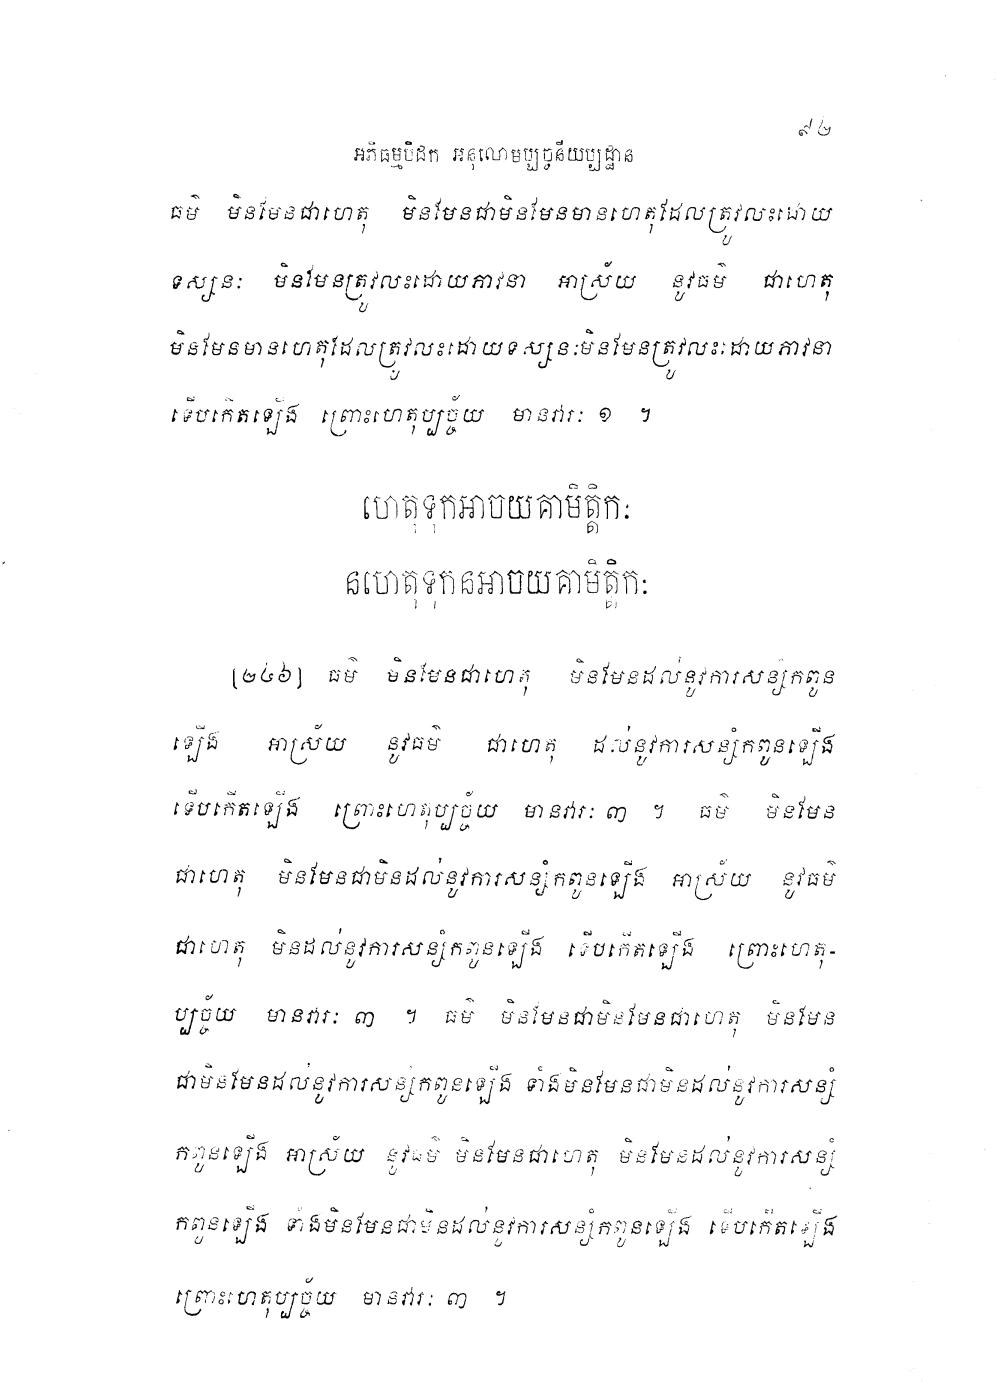 ៩២
អភិធម្មបិដក អនុលោមប្បច្ចនីយប្បដ្ឋាន
ធម៌ មិនមែនជាហេតុ មិនមែនជាមិនមែនមានហេតុដែលត្រូវលះដោយ
ទស្សនៈ មិនមែនត្រូវលះដោយភាវនា អាស្រ័យ នូវធម៌ ជាហេតុ
មិនមែនមានហេតុដែលត្រូវលះដោយទស្សនៈមិនមែនត្រូវលះដោយភាវនា
ទើបកើតឡើង ព្រោះហេតុប្បច្ច័យ មានវារៈ ១ ។
ហេតុទុកអាចយគាមិត្តិកៈ
នហេតុទុកនអាចយគាមិត្តិកៈ
[២៤៦] ធម៌ មិនមែនជាហេតុ មិនមែនដល់នូវការសន្សំកពូន
ឡើង អាស្រ័យ នូវធម៌ ជាហេតុ ដល់នូវការសន្សំកពូនឡើង
ទើបកើតឡើង ព្រោះហេតុប្បច្ច័យ មានវារៈ ៣ ។ ធម៌ មិនមែន
ជាហេតុ មិនមែនជាមិនដល់នូវការសន្សំកពូនឡើង អាស្រ័យ នូវធម៌
ជាហេតុ មិនដល់នូវការសន្សំកពូនឡើង ទើបកើតឡើង ព្រោះហេតុ-
ប្បច្ច័យ មានវារៈ ៣ ។ ធម៌ មិនមែនជាមិនមែនជាហេតុ មិនមែន
ជាមិនមែនដល់នូវការសន្សំកពូនឡើង ទាំងមិនមែនជាមិនដល់នូវការសន្សំ
កពូនឡើង អាស្រ័យ នូវធម៌ មិនមែនជាហេតុ មិនមែនដល់នូវការសន្សំ
កពូនឡើង ទាំងមិនមែនជាមិនដល់នូវការសន្សំកពូនឡើង ទើបកើតឡើង
ព្រោះហេតុប្បច្ច័យ មានវារៈ ៣ ។